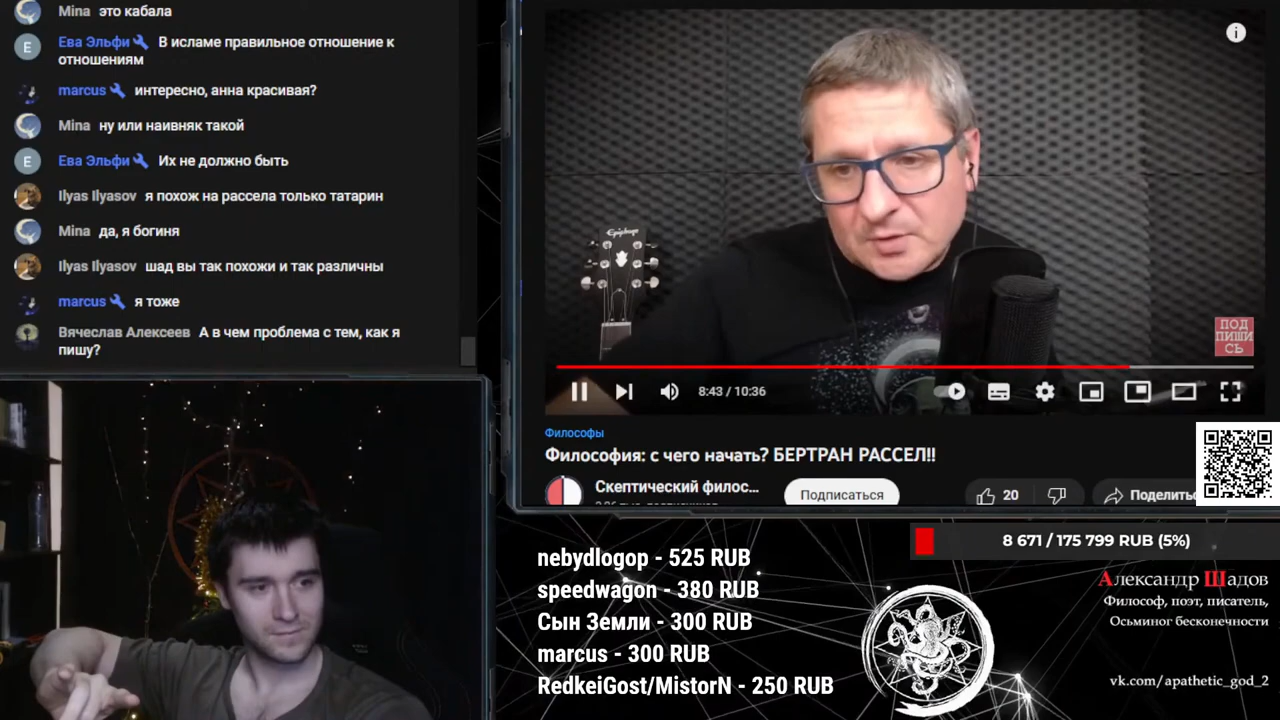 Mina это кабала
Ева Эльфи В исламе правильное отношение к
отношениям
marcus интересно, анна красивая?
Mina ну или наивняк такой
Ева Эльфи Их не должно быть
Ilyas Ilyasov я похож на рассела только татарин
Mina да, я богиня
Ilyas Ilyasov шад вы так похожи и так различны
marcus я тоже
Вячеслав Алексеев А в чем проблема с тем, как я
пишу?
Epiphone
ПОД
ПИШИ
СЬ
8:43 / 10:36
Философы
Философия: с чего начать? БЕРТРАН РАССЕЛ!!
Скептический филос...
Подписаться
20
Поделитьс
nebydlogop - 525 RUB
speedwagon - 380 RUB
Сын Земли - 300 RUB
marcus - 300 RUB
RedkeiGost/MistorN - 250 RUB
8 671 / 175 799 RUB (5%)
Александр Шадов
Философ, поэт, писатель,
Осьминог бесконечности
vk.com/apathetic_god_2